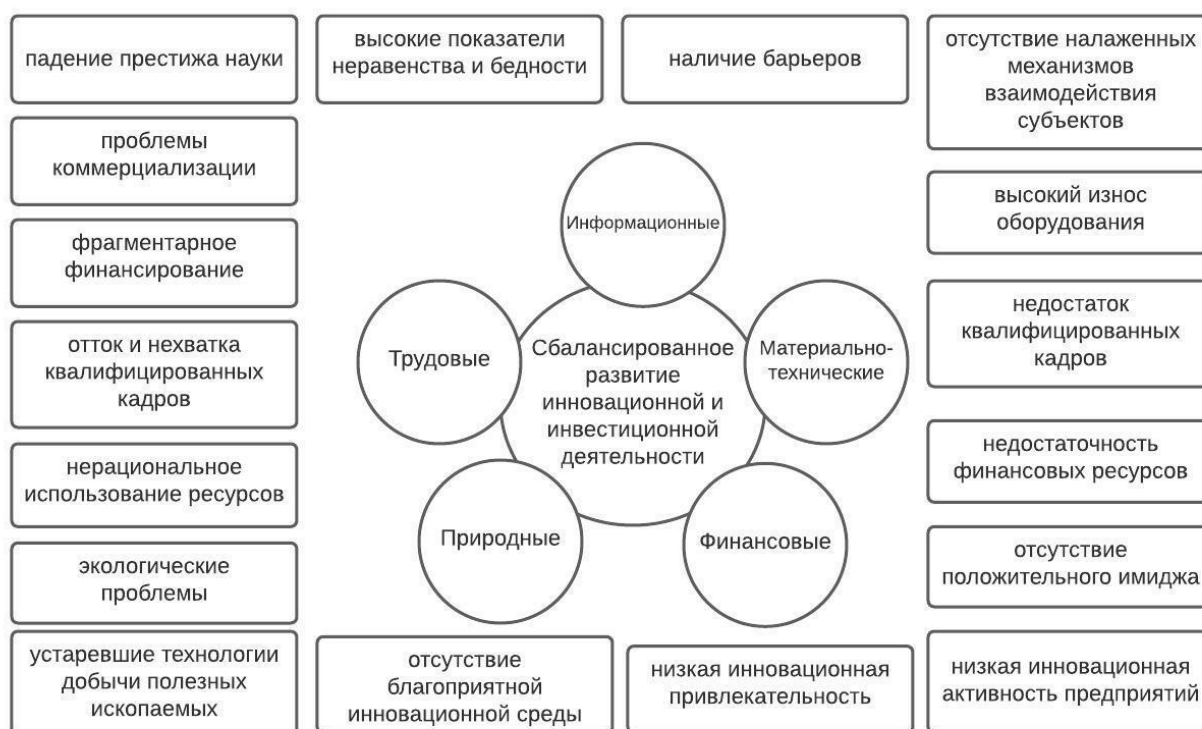 падение престижа науки
высокие показатели
неравенства и бедности
наличие барьеров
отсутствие налаженных
механизмов
взаимодействия
субъектов
проблемы
коммерциализации
высокий износ
оборудования
фрагментарное
финансирование
недостаток
квалифицированных
кадров
отток и нехватка
квалифицированных
кадров
недостаточность
финансовых ресурсов
нерациональное
использование ресурсов
отсутствие
положительного имиджа
экологические
проблемы
Информационные
Трудовые
Сбалансированное
развитие
инновационной и
инвестиционной
деятельности
Материально-
технические
Природные
Финансовые
устаревшие технологии
добычи полезных
ископаемых
отсутствие
благоприятной
инновационной среды
низкая инновационная
привлекательность
низкая инновационная
активность предприятий